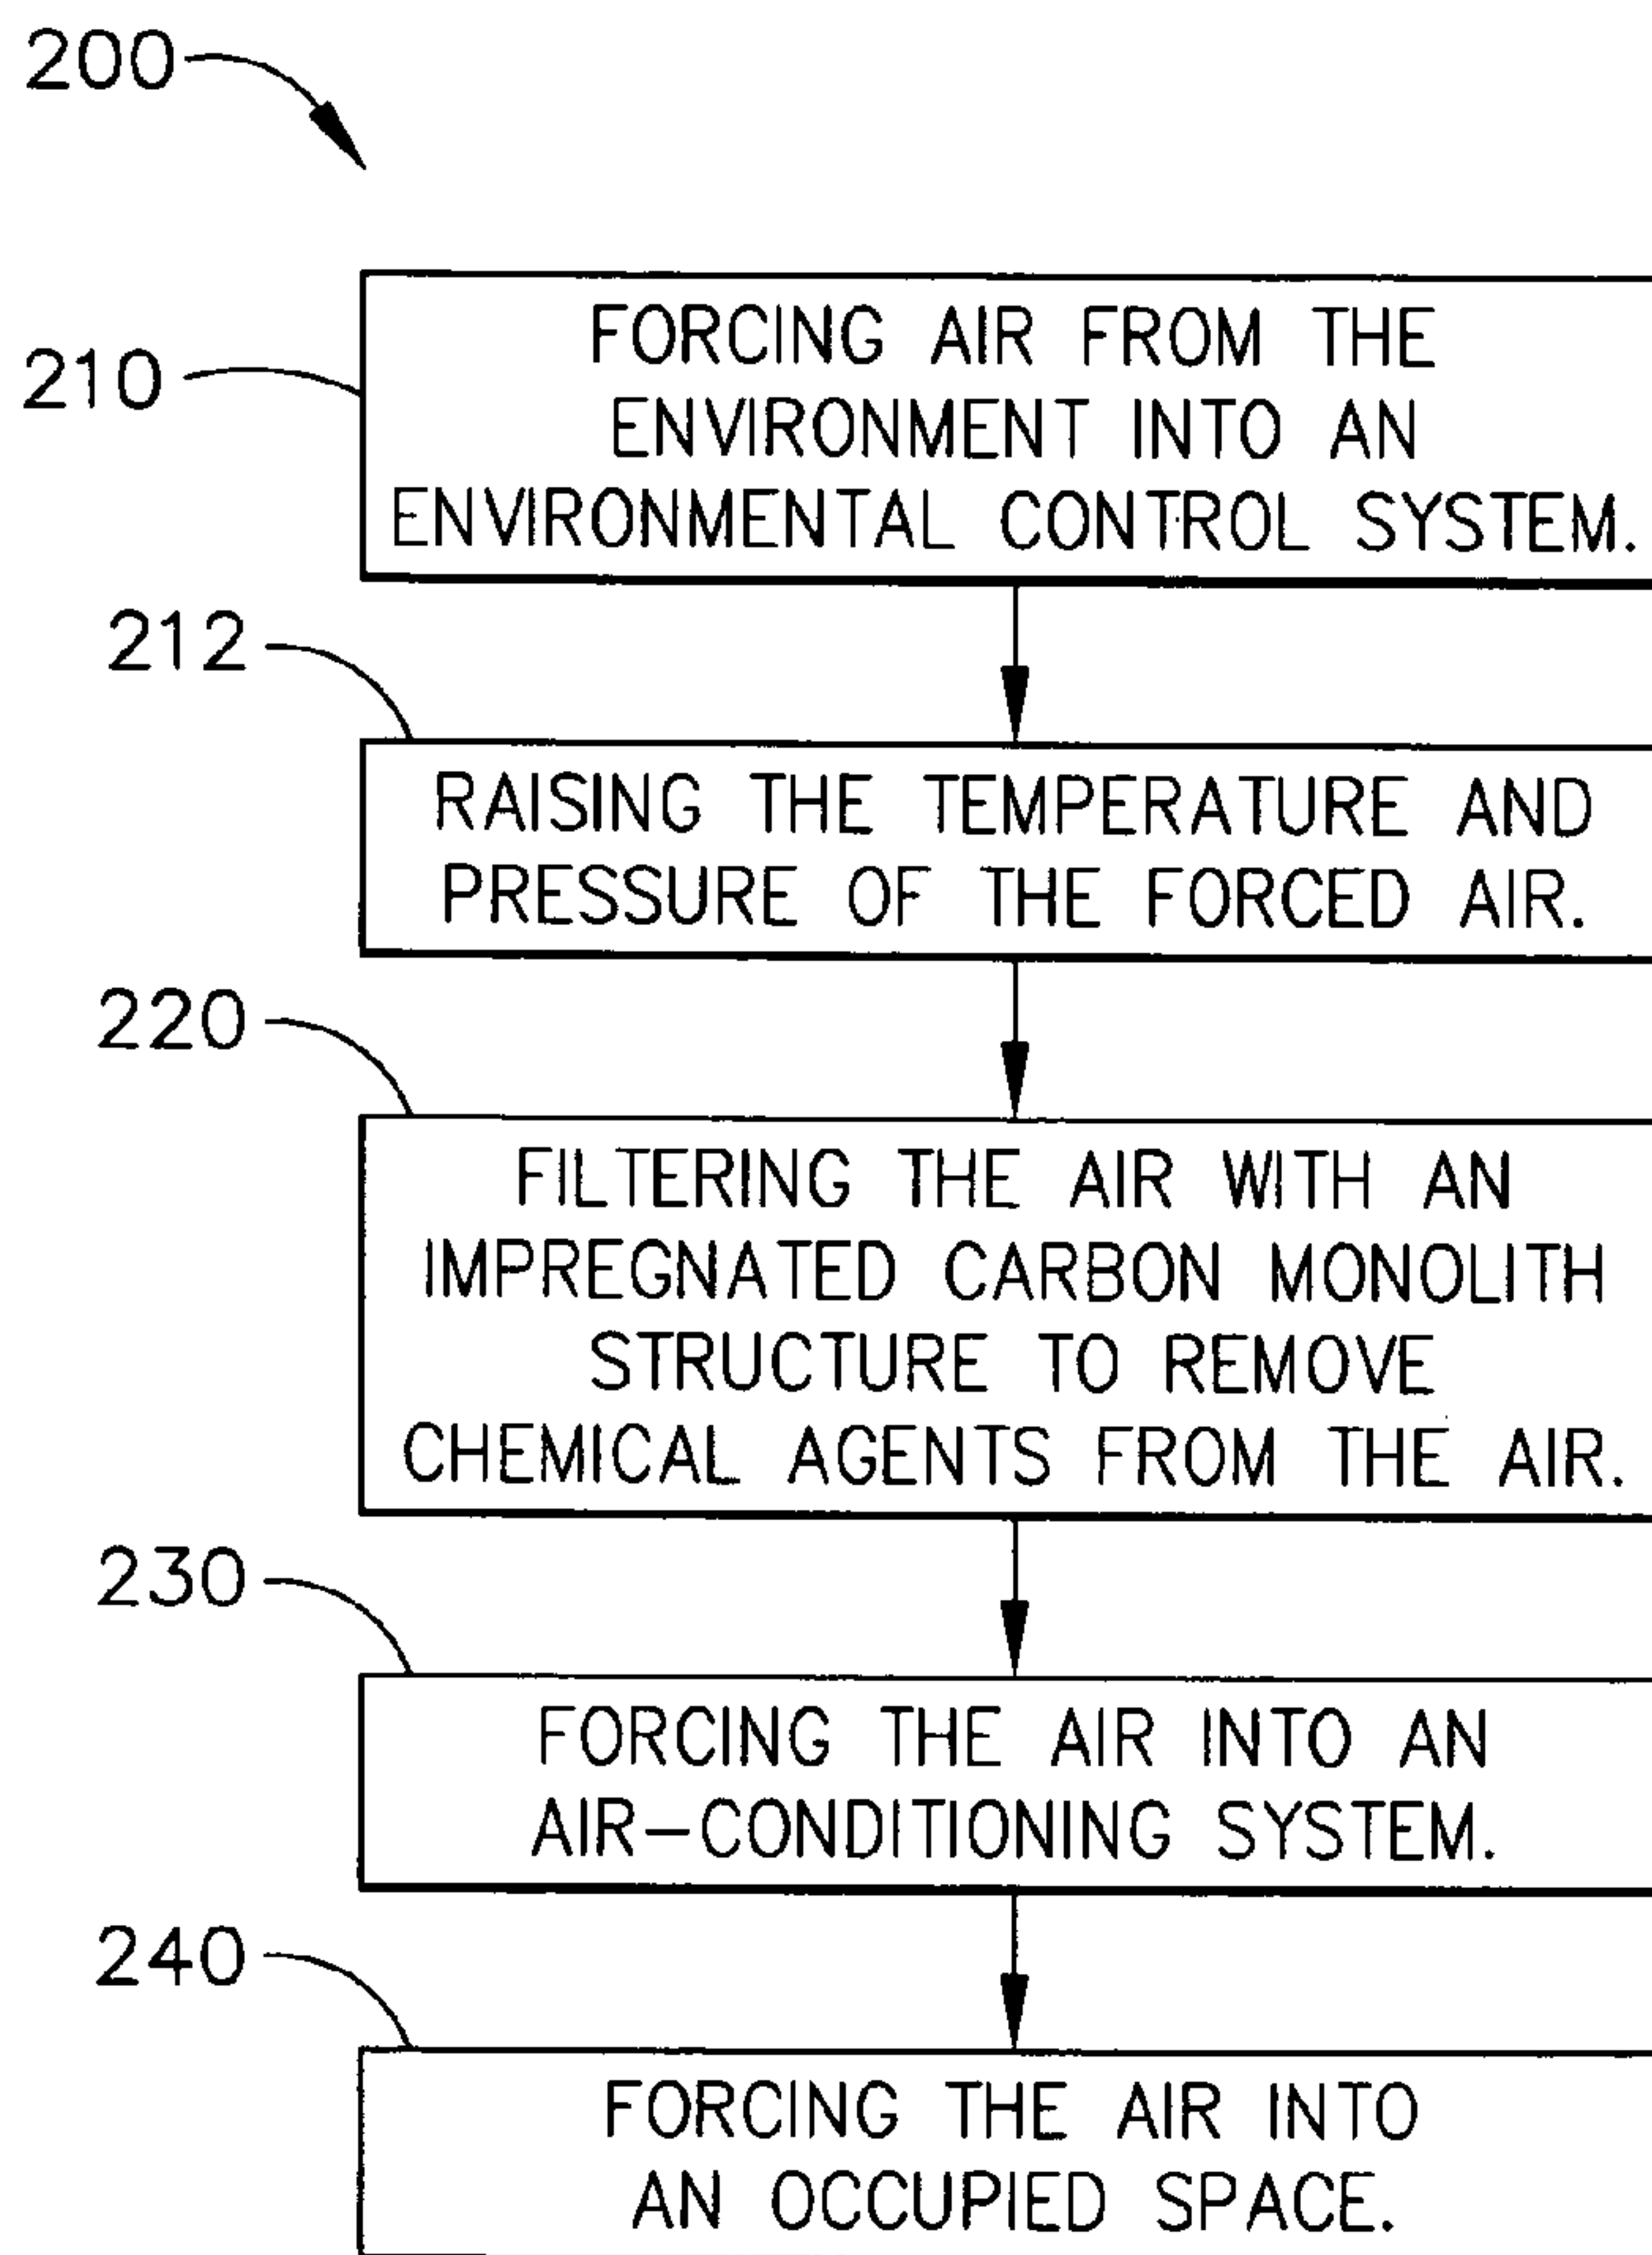 200
210
FORCING AIR FROM THE
ENVIRONMENT INTO AN
ENVIRONMENTAL CONTROL SYSTEM.
212
RAISING THE TEMPERATURE AND
PRESSURE OF THE FORCED AIR.
220
FILTERING THE AIR WITH AN
IMPREGNATED CARBON MONOLITH
STRUCTURE TO REMOVE
CHEMICAL AGENTS FROM THE AIR.
230
FORCING THE AIR INTO AN
AIR-CONDITIONING SYSTEM.
240
FORCING THE AIR INTO
AN OCCUPIED SPACE.